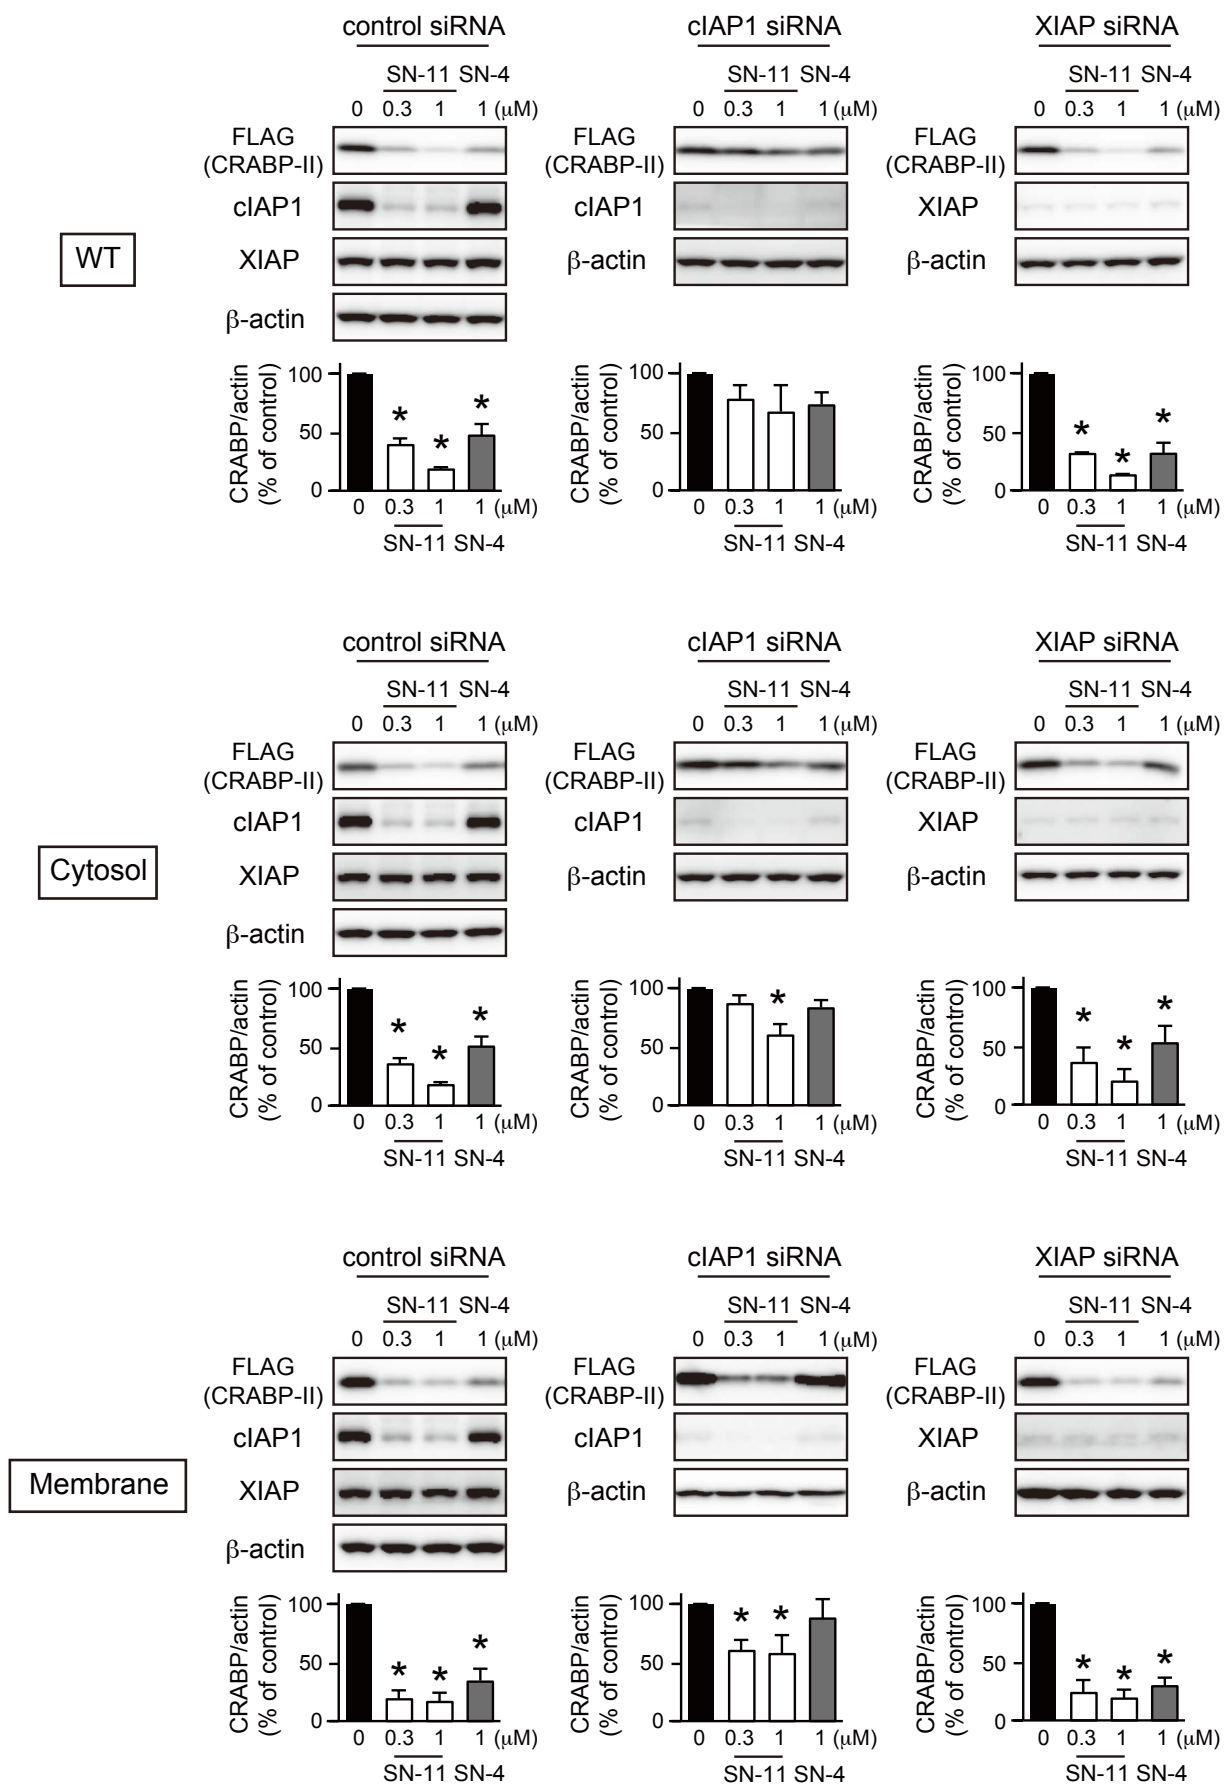 control siRNA cIAP1 siRNA XIAP siRNA
SN-11 SN-4 SN-11 SN-4 SN-11 SN-4
0 0.3 1 1 (μM) 0 0.3 1 1 (μM) 0 0.3 1 1 (μM)
FLAG FLAG FLAG
(CRABP-II) (CRABP-II) (CRABP-II)
cIAP1 cIAP1 XIAP
WT XIAP β-actin β-actin
β-actin
CRABP/actin CRABP/actin CRABP/actin
(% of control) (% of control) (% of control)
100 100 100
* * * * * *
50 50 50
0 0 0
0 0.3 1 1 (μM) 0 0.3 1 1 (μM) 0 0.3 1 1 (μM)
SN-11 SN-4 SN-11 SN-4 SN-11 SN-4
control siRNA cIAP1 siRNA XIAP siRNA
SN-11 SN-4 SN-11 SN-4 SN-11 SN-4
0 0.3 1 1 (μM) 0 0.3 1 1 (μM) 0 0.3 1 1 (μM)
FLAG FLAG FLAG
(CRABP-II) (CRABP-II) (CRABP-II)
cIAP1 cIAP1 XIAP
Cytosol XIAP β-actin β-actin
β-actin
CRABP/actin CRABP/actin CRABP/actin
(% of control) (% of control) (% of control)
100 100 100
* * * * * * *
50 50 50
0 0 0
0 0.3 1 1 (μM) 0 0.3 1 1 (μM) 0 0.3 1 1 (μM)
SN-11 SN-4 SN-11 SN-4 SN-11 SN-4
control siRNA cIAP1 siRNA XIAP siRNA
SN-11 SN-4 SN-11 SN-4 SN-11 SN-4
0 0.3 1 1 (μM) 0 0.3 1 1 (μM) 0 0.3 1 1 (μM)
FLAG FLAG FLAG
(CRABP-II) (CRABP-II) (CRABP-II)
cIAP1 cIAP1 XIAP
Membrane XIAP β-actin β-actin
β-actin
CRABP/actin CRABP/actin CRABP/actin
(% of control) (% of control) (% of control)
100 100 100
* * * * * * * *
50 50 50
0 0 0
0 0.3 1 1 (μM) 0 0.3 1 1 (μM) 0 0.3 1 1 (μM)
SN-11 SN-4 SN-11 SN-4 SN-11 SN-4